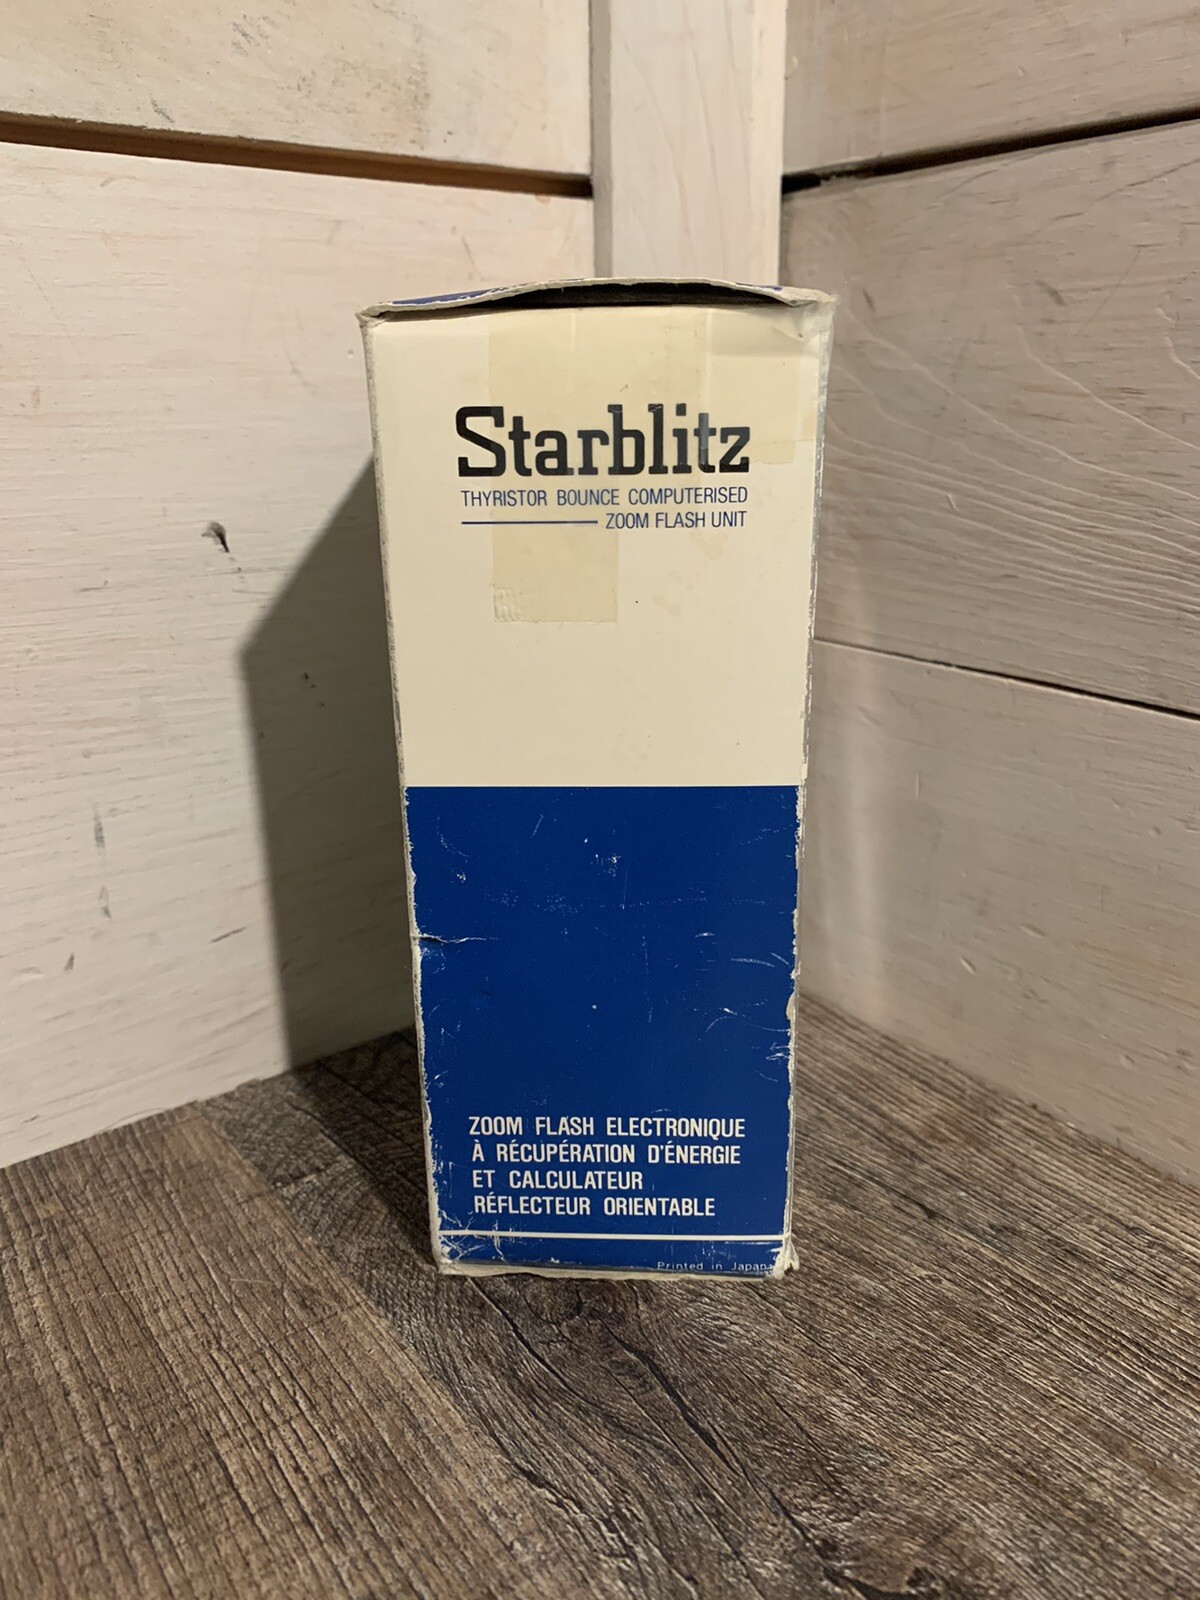 Starblitz
THYRISTOR BOUNCE COMPUTERISED
ZOOM FLASH UNIT
ZOOM FLASH ELECTRONIQUE
À RÉCUPÉRATION D'ÉNERGIE
ET CALCULATEUR
RÉFLECTEUR ORIENTABLE
Printed in Japan